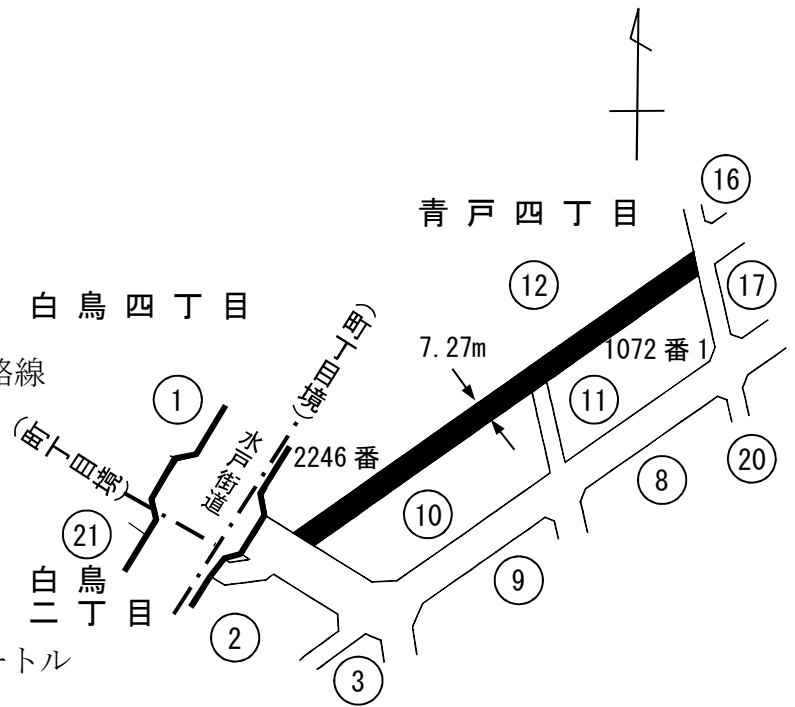 16
青戸四丁目
12
17
白鳥四丁目
(町丁目境)
7.27m
1072番1
路線
1
11
(町丁目境)
水戸街道
2246番
20
8
10
21
白鳥
二丁目
9
2
ートル
3